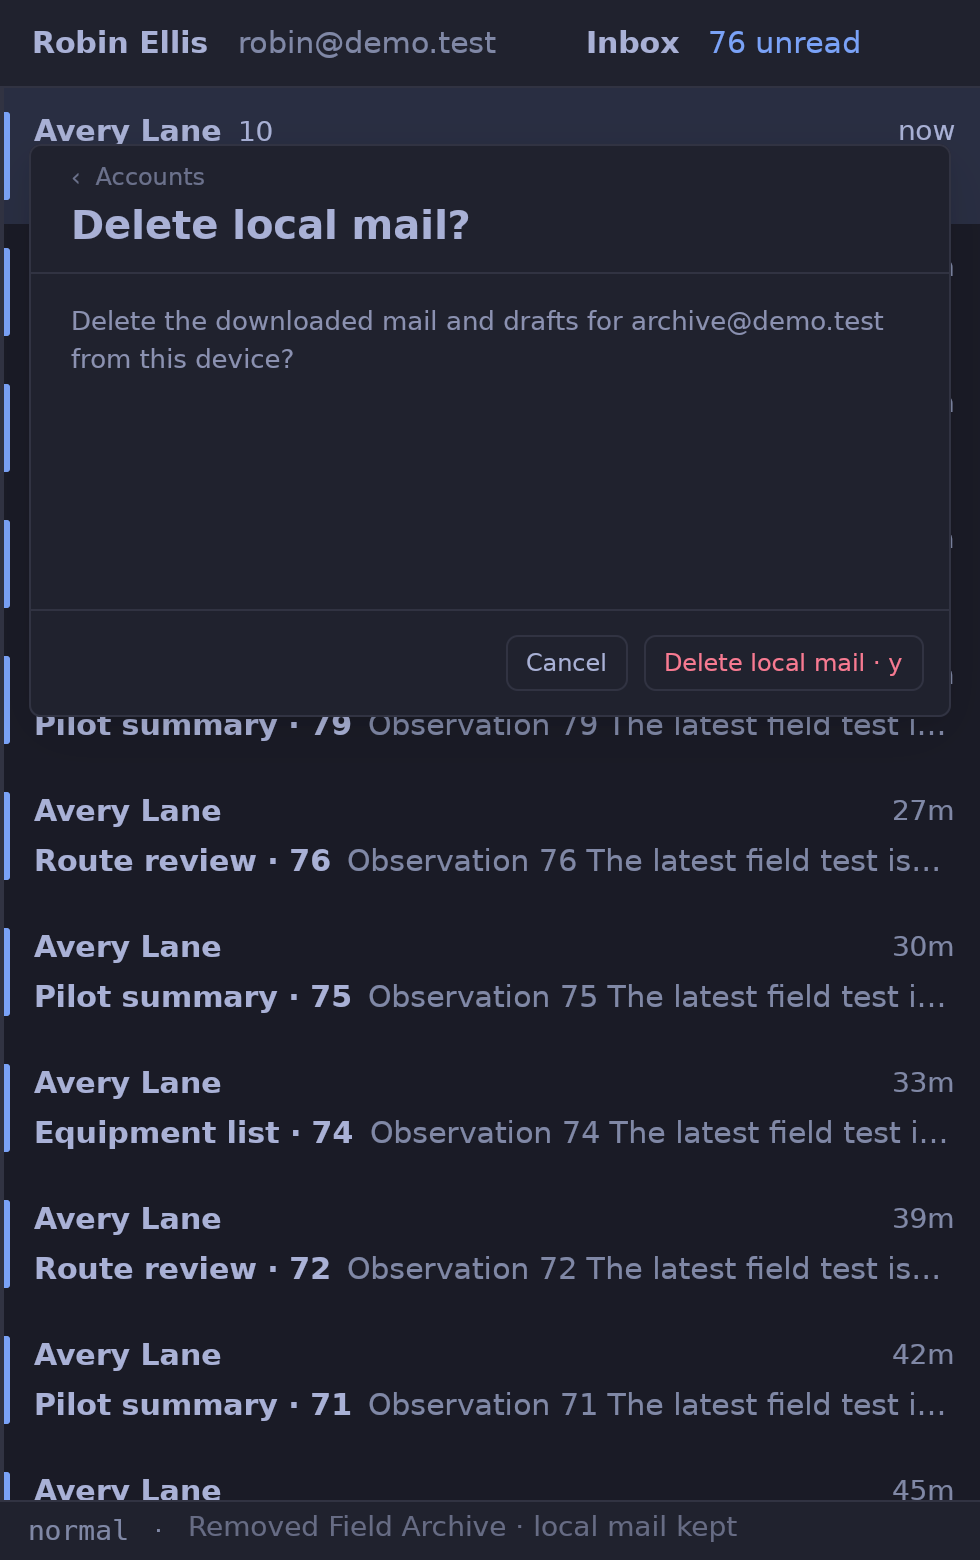 Robin Ellis robin@demo.test Inbox 76 unread
Avery Lane 10 now
‹ Accounts
Delete local mail?
Delete the downloaded mail and drafts for archive@demo.test
from this device?
Cancel Delete local mail · y
Pilot summary · 79 Observation 79 The latest field test i…
Avery Lane 27m
Route review · 76 Observation 76 The latest field test is…
Avery Lane 30m
Pilot summary · 75 Observation 75 The latest field test i…
Avery Lane 33m
Equipment list · 74 Observation 74 The latest field test i…
Avery Lane 39m
Route review · 72 Observation 72 The latest field test is…
Avery Lane 42m
Pilot summary · 71 Observation 71 The latest field test i…
Avery Lane 45m
normal · Removed Field Archive · local mail kept